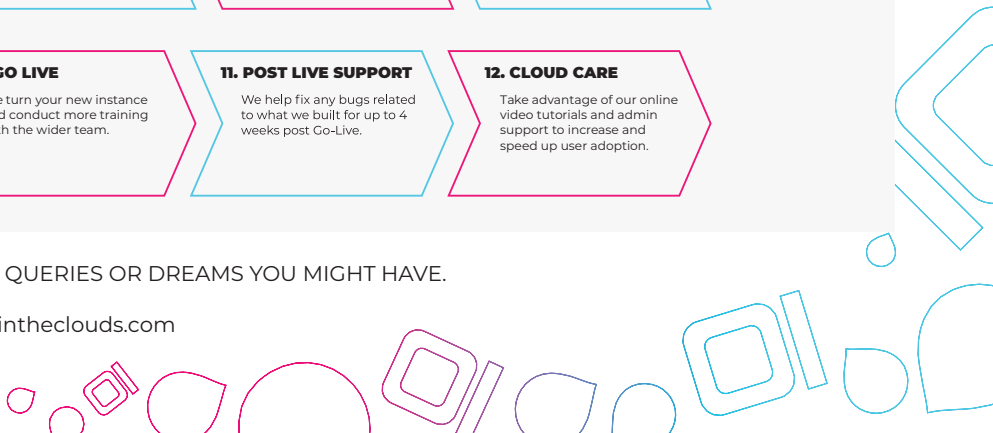 GO LIVE
turn your new instance
conduct more training
the wider team.
11. POST LIVE SUPPORT
We help fix any bugs related
to what we built for up to 4
weeks post Go-Live.
12. CLOUD CARE
Take advantage of our online
video tutorials and admin
support to increase and
speed up user adoption.
QUERIES OR DREAMS YOU MIGHT HAVE.
intheclouds.com